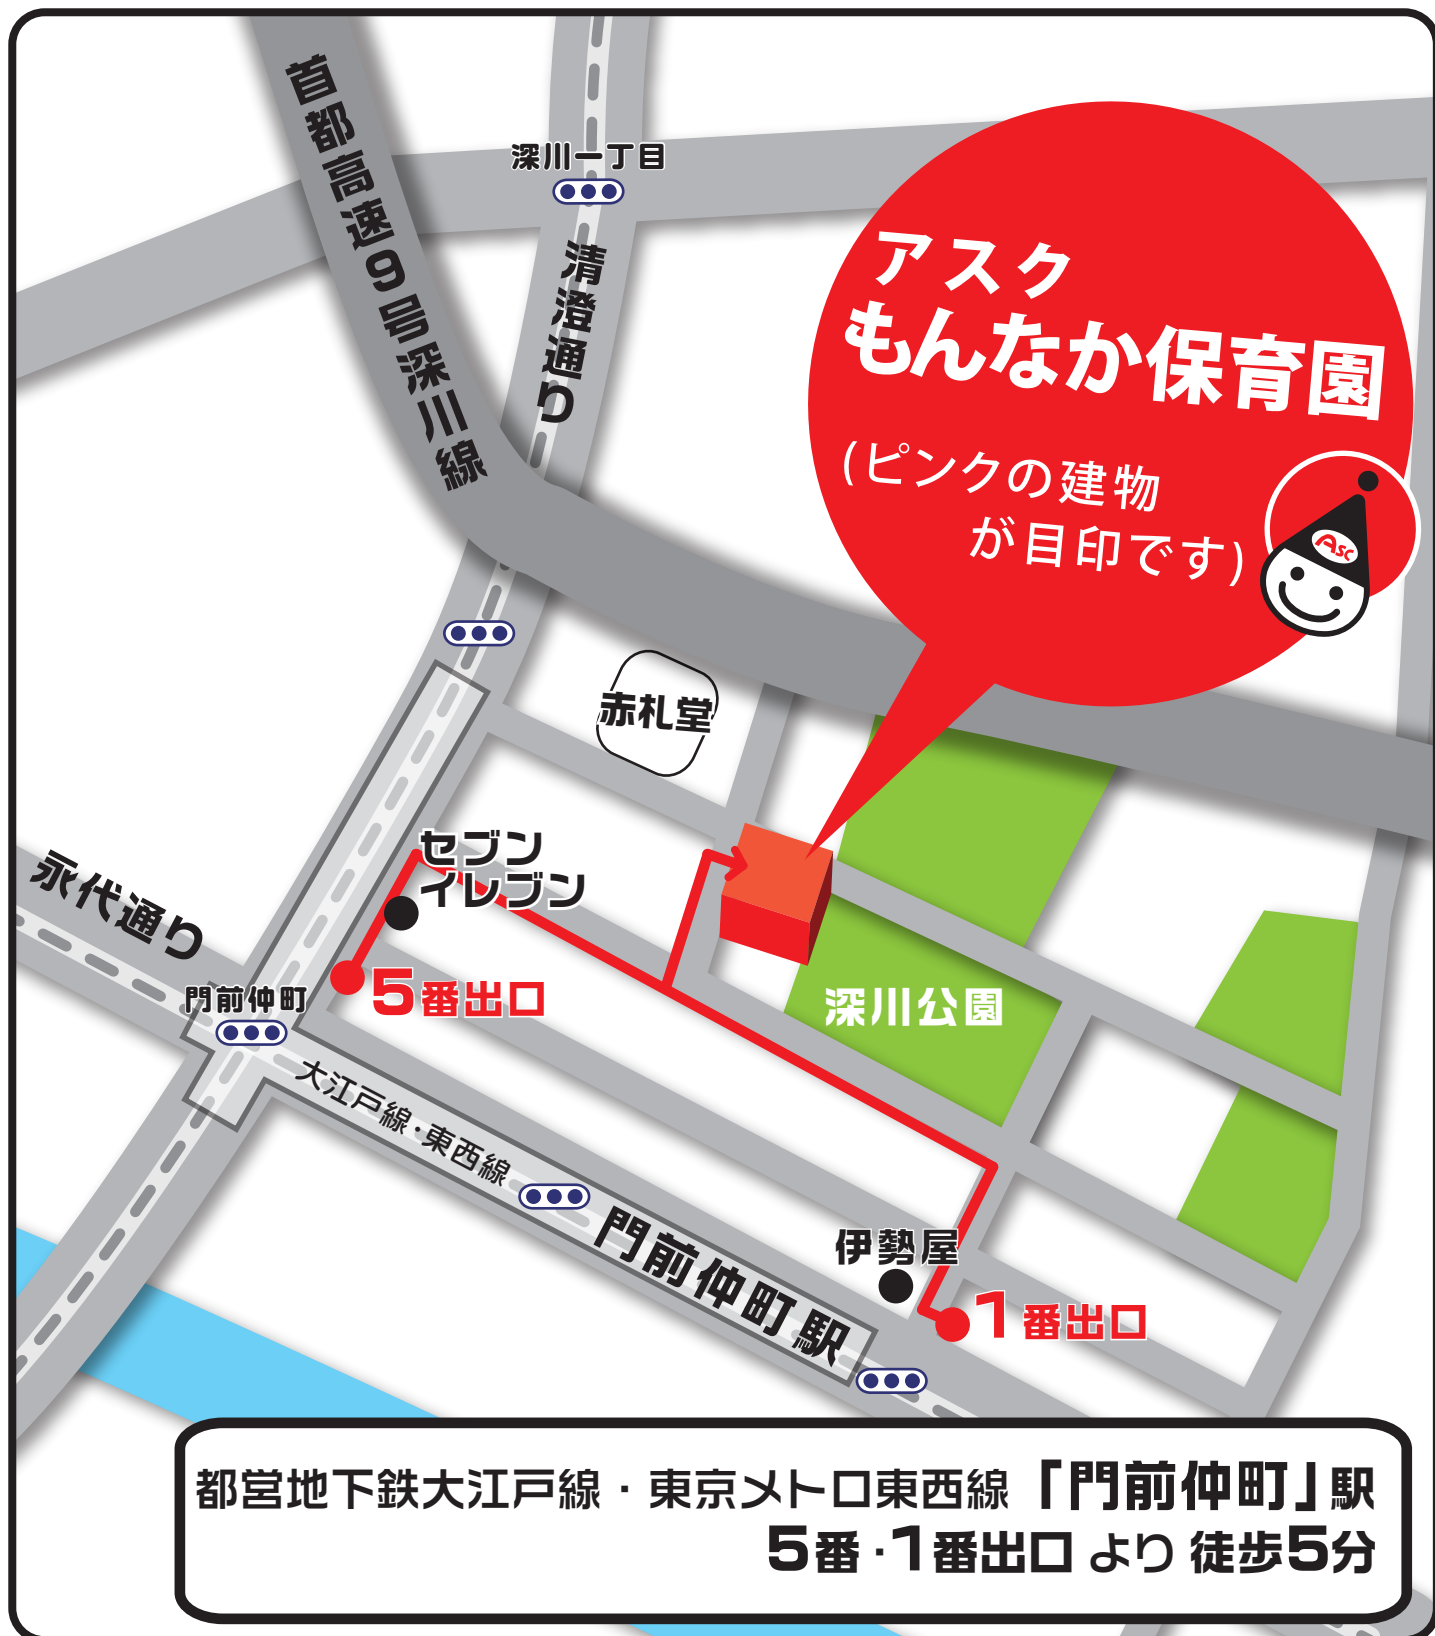 首都高速9号深川線
深川一丁目
清澄通り
アスク
もんなか保育園
(ピンクの建物
が目印です)
Asc
赤札堂
セブン
イレブン
永代通り
5番出口
門前仲町
深川公園
大江戸線・東西線
門前仲町駅
伊勢屋
1番出口
都営地下鉄大江戸線・東京メトロ東西線「門前仲町」駅
5番・1番出口より徒歩5分